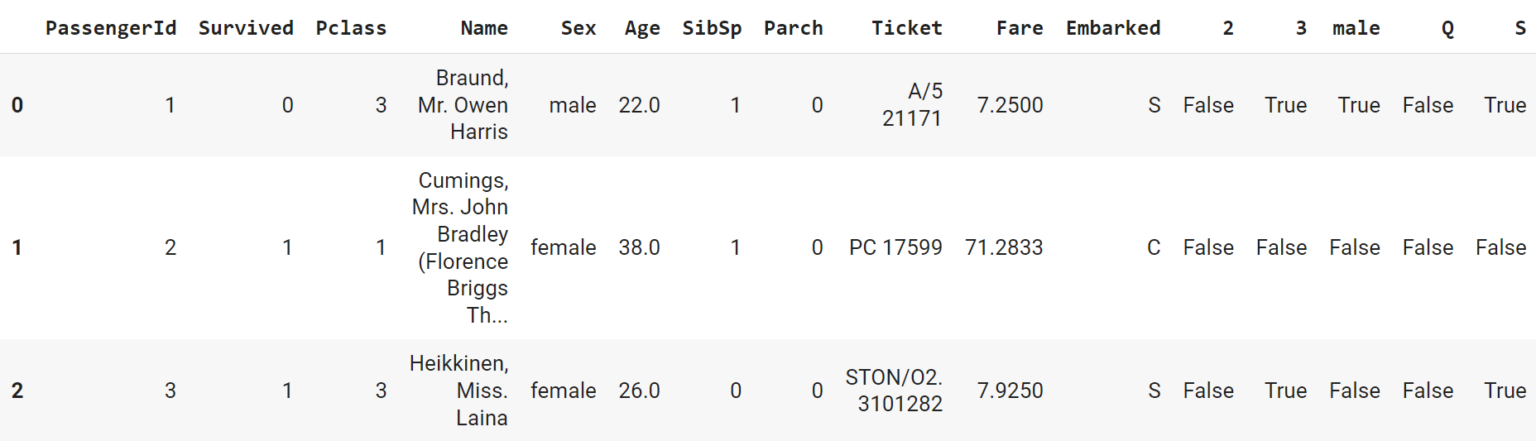 PassengerId Survived Pclass Name Sex Age SibSp Parch Ticket Fare Embarked 2 3 male Q S
0 1 0 3 Braund, Mr. Owen Harris male 22.0 1 0 A/5 21171 7.2500 S False True True False True
1 2 1 1 Cumings, Mrs. John Bradley (Florence Briggs Th... female 38.0 1 0 PC 17599 71.2833 C False False False False False
2 3 1 3 Heikkinen, Miss. Laina female 26.0 0 0 STON/O2. 3101282 7.9250 S False True False False True